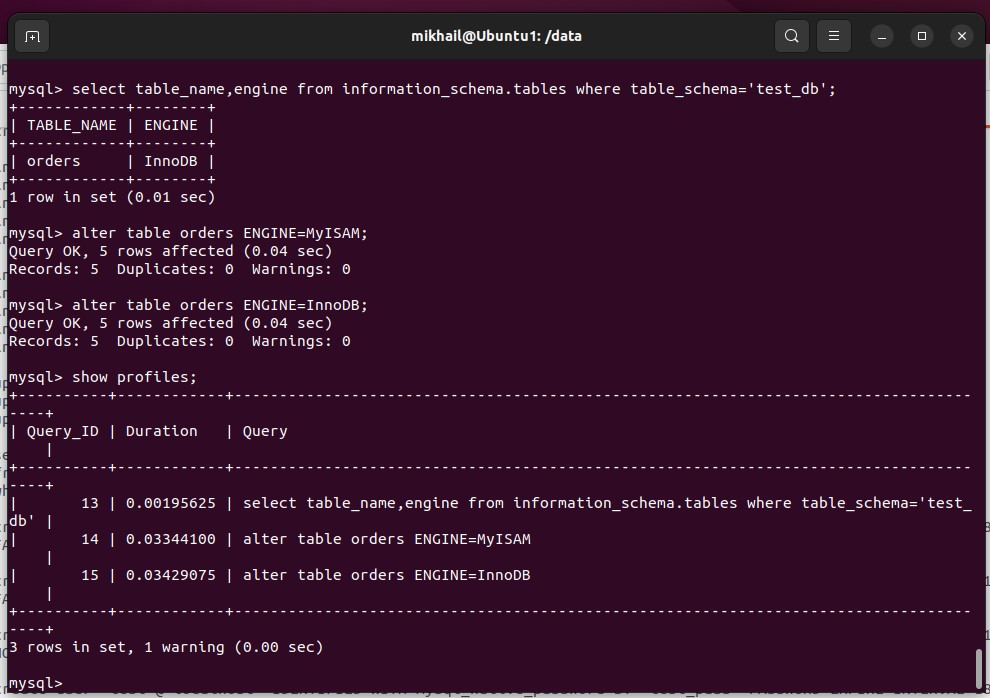 mikhail@Ubuntu1: /data
mysql> select table_name,engine from information_schema.tables where table_schema='test_db';
+------------+--------+
| TABLE_NAME | ENGINE |
+------------+--------+
| orders     | InnoDB |
+------------+--------+
1 row in set (0.01 sec)
mysql> alter table orders ENGINE=MyISAM;
Query OK, 5 rows affected (0.04 sec)
Records: 5  Duplicates: 0  Warnings: 0
mysql> alter table orders ENGINE=InnoDB;
Query OK, 5 rows affected (0.04 sec)
Records: 5  Duplicates: 0  Warnings: 0
mysql> show profiles;
+----------+------------+----------------------------------------------------------------------------------
----+
| Query_ID | Duration   | Query
    |
+----------+------------+----------------------------------------------------------------------------------
----+
|       13 | 0.00195625 | select table_name,engine from information_schema.tables where table_schema='test_
db' |
|       14 | 0.03344100 | alter table orders ENGINE=MyISAM
    |
|       15 | 0.03429075 | alter table orders ENGINE=InnoDB
    |
+----------+------------+----------------------------------------------------------------------------------
----+
3 rows in set, 1 warning (0.00 sec)
mysql>